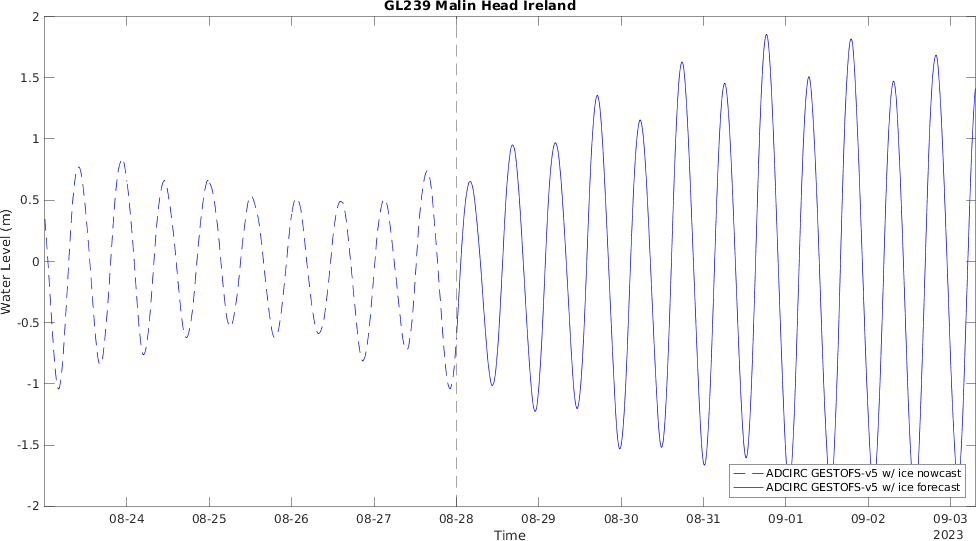 GL239 Malin Head Ireland
2
1.5
1
0.5
0
-0.5
-1
-1.5
-2
Water Level (m)
ADCIRC GESTOFS-v5 w/ ice nowcast
ADCIRC GESTOFS-v5 w/ ice forecast
08-24 08-25 08-26 08-27 08-28 08-29 08-30 08-31 09-01 09-02 09-03
Time
2023